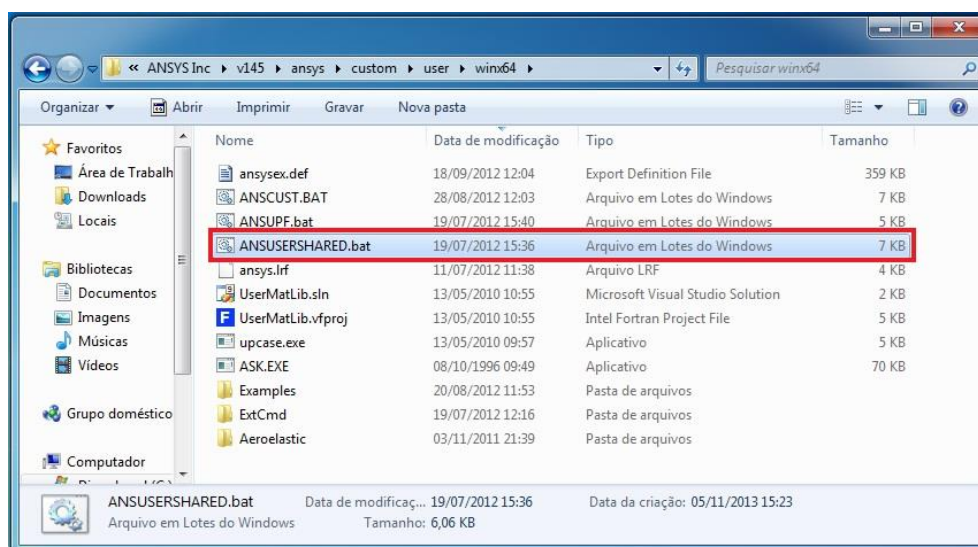 « ANSYS Inc ▸ v145 ▸ ansys ▸ custom ▸ user ▸ winx64 ▸ Pesquisar winx64
Organizar Abrir Imprimir Gravar Nova pasta
Nome Data de modificação Tipo Tamanho
Favoritos
Área de Trabalh
Downloads
Locais
Bibliotecas
Documentos
Imagens
Músicas
Vídeos
Grupo doméstico
Computador
ansysex.def 18/09/2012 12:04 Export Definition File 359 KB
ANSCUST.BAT 28/08/2012 12:03 Arquivo em Lotes do Windows 7 KB
ANSUPF.bat 19/07/2012 15:40 Arquivo em Lotes do Windows 5 KB
ANSUSERSHARED.bat 19/07/2012 15:36 Arquivo em Lotes do Windows 7 KB
ansys.lrf 11/07/2012 11:38 Arquivo LRF 4 KB
UserMatLib.sln 13/05/2010 10:55 Microsoft Visual Studio Solution 2 KB
UserMatLib.vfproj 13/05/2010 10:55 Intel Fortran Project File 5 KB
upcase.exe 13/05/2010 09:57 Aplicativo 5 KB
ASK.EXE 08/10/1996 09:49 Aplicativo 70 KB
Examples 20/08/2012 11:53 Pasta de arquivos
ExtCmd 19/07/2012 12:16 Pasta de arquivos
Aeroelastic 03/11/2011 21:39 Pasta de arquivos
ANSUSERSHARED.bat Data de modificaç... 19/07/2012 15:36 Data da criação: 05/11/2013 15:23
Arquivo em Lotes do Windows Tamanho: 6,06 KB